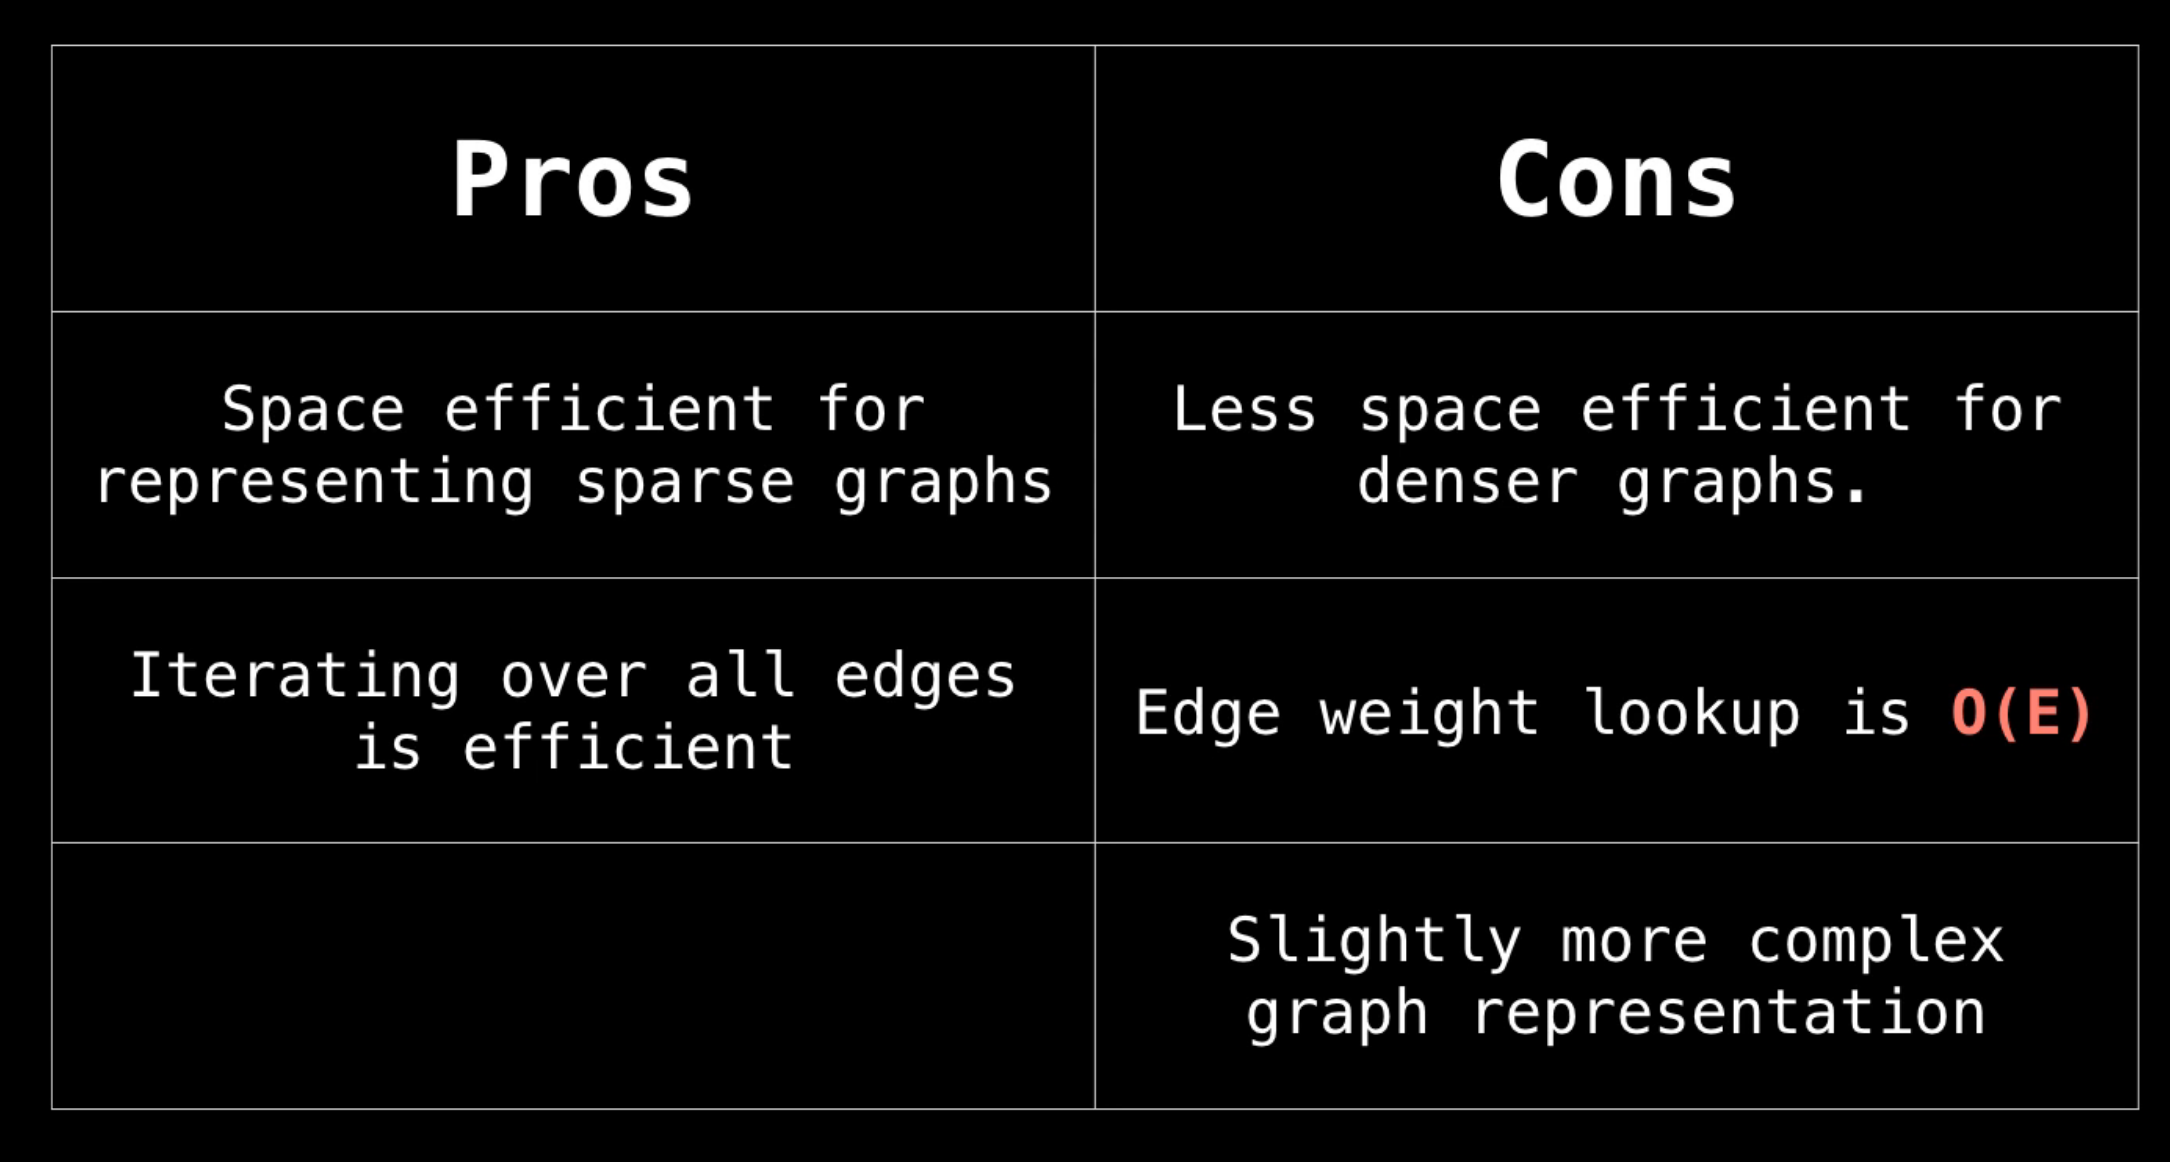 Pros
Cons
Space efficient for
representing sparse graphs
Less space efficient for
denser graphs.
Iterating over all edges
is efficient
Edge weight lookup is O(E)
Slightly more complex
graph representation